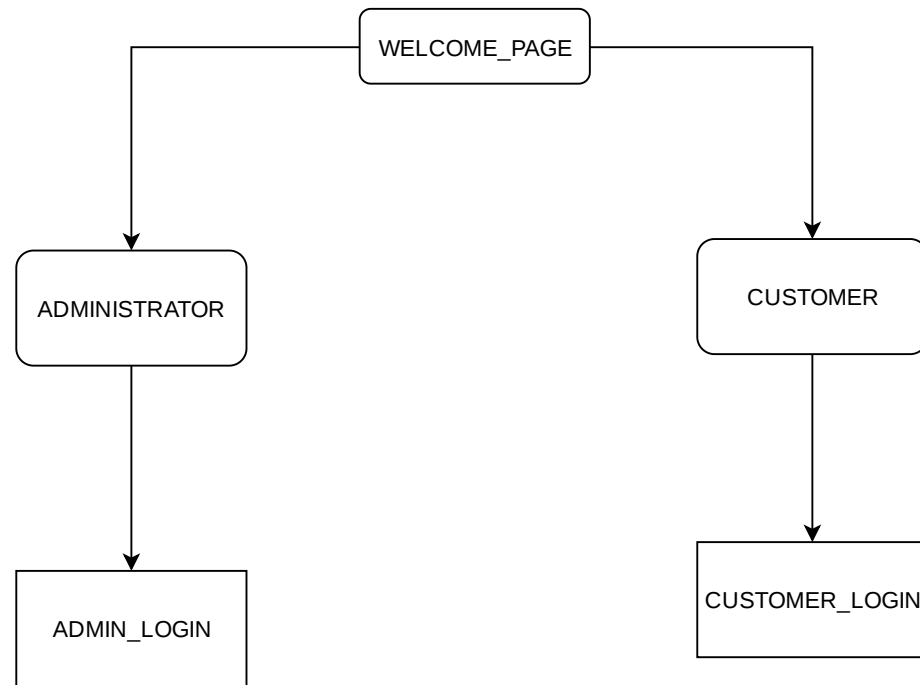 WELCOME_PAGE
ADMINISTRATOR
CUSTOMER
ADMIN_LOGIN
CUSTOMER_LOGIN